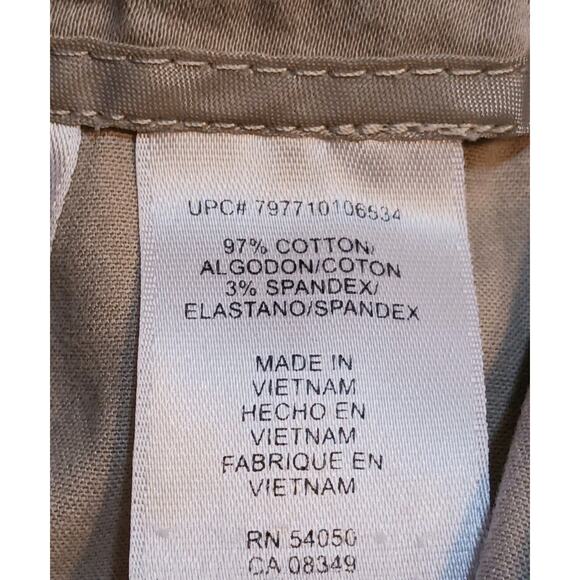 UPC# 797710106534
97% COTTON/
ALGODON/COTON
3% SPANDEX/
ELASTANO/SPANDEX
MADE IN
VIETNAM
HECHO EN
VIETNAM
FABRIQUE EN
VIETNAM
RN 54050
CA 08349